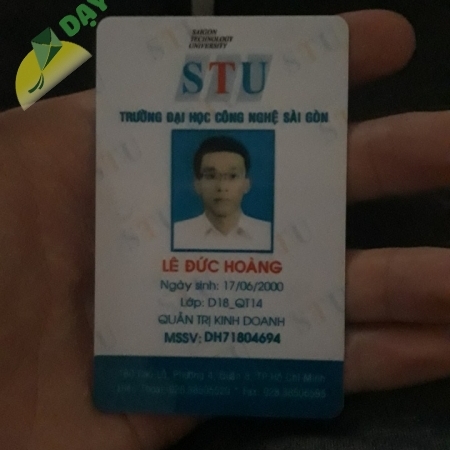 DẠY
SAIGON
TECHNOLOGY
UNIVERSITY
STU
TRƯỜNG ĐẠI HỌC CÔNG NGHỆ SÀI GÒN
LÊ ĐỨC HOÀNG
Ngày sinh: 17/06/2000
Lớp: D18_QT14
QUẢN TRỊ KINH DOANH
MSSV: DH71804694